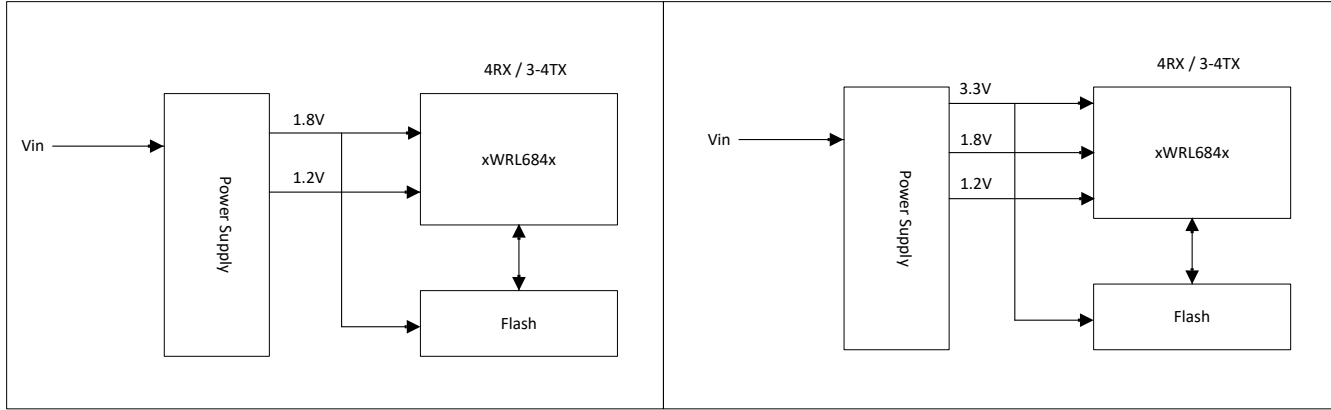 4RX / 3-4TX
1.8V
Vin
xWRL684x
1.2V
Power Supply
Flash
4RX / 3-4TX
3.3V
Vin
1.8V
xWRL684x
1.2V
Power Supply
Flash